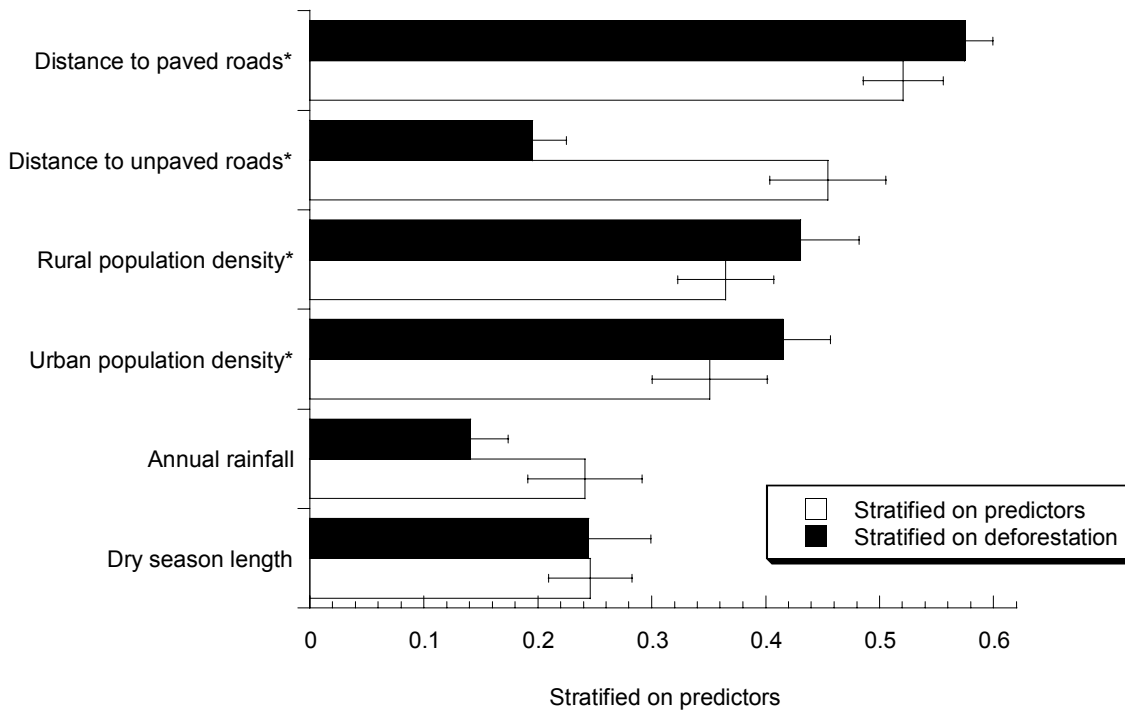 Distance to paved roads*
Distance to unpaved roads*
Rural population density*
Urban population density*
Annual rainfall
Dry season length
Stratified on predictors
Stratified on deforestation
0 0.1 0.2 0.3 0.4 0.5 0.6
Stratified on predictors